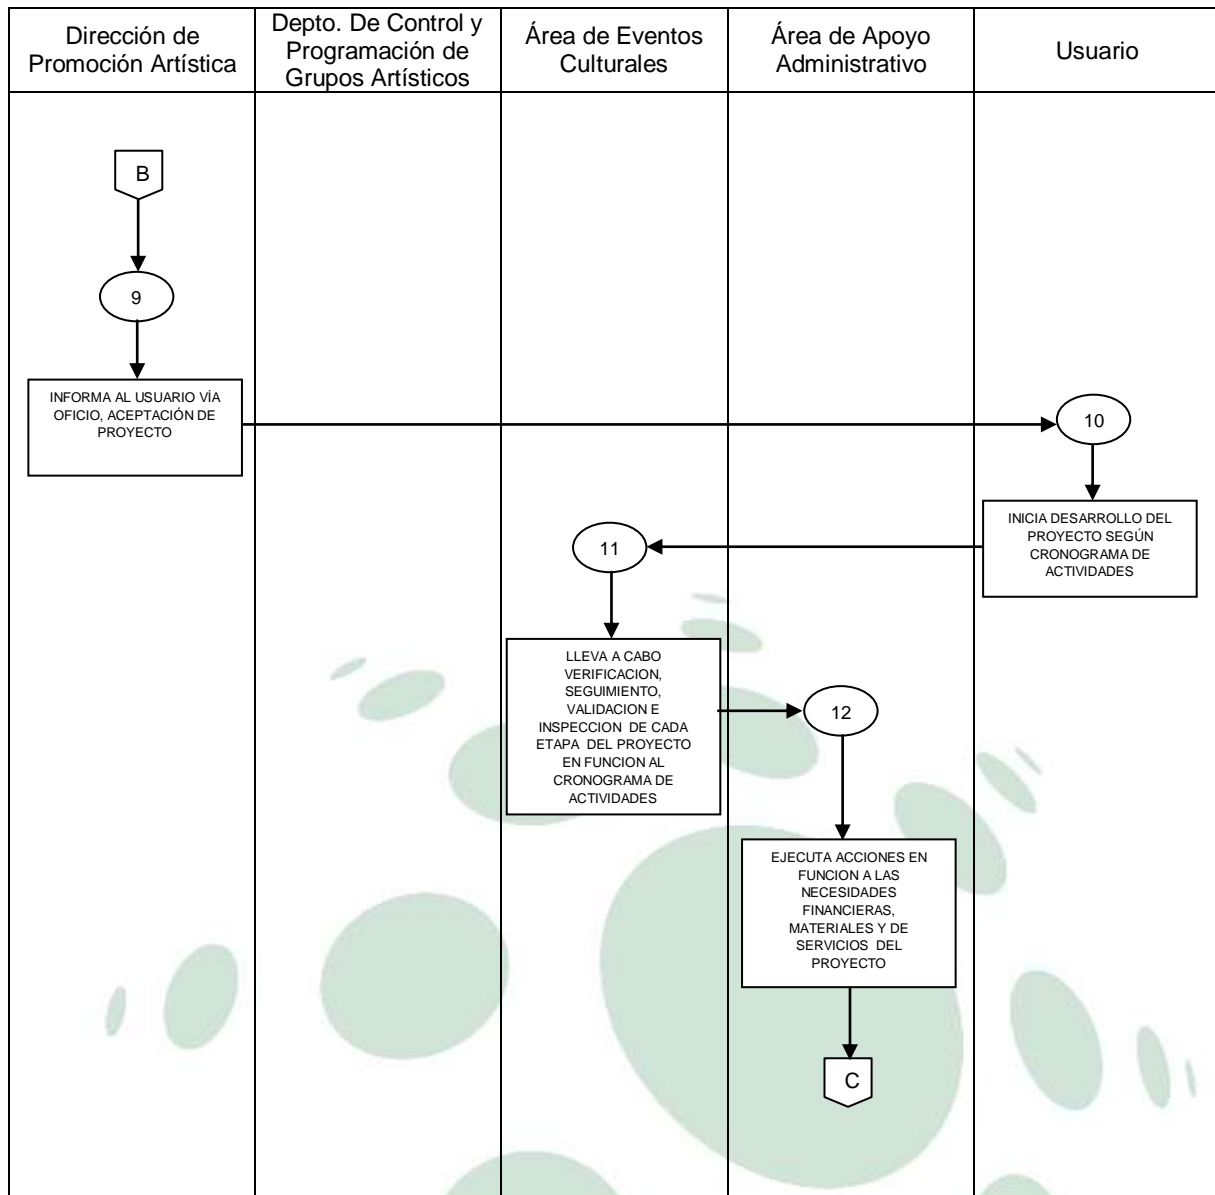 Dirección de
Promoción Artística
Depto. De Control y
Programación de
Grupos Artísticos
Área de Eventos
Culturales
Área de Apoyo
Administrativo
Usuario
B
9
INFORMA AL USUARIO VÍA
OFICIO, ACEPTACIÓN DE
PROYECTO
10
INICIA DESARROLLO DEL
PROYECTO SEGÚN
CRONOGRAMA DE
ACTIVIDADES
11
LLEVA A CABO
VERIFICACION,
SEGUIMIENTO,
VALIDACION E
INSPECCION DE CADA
ETAPA DEL PROYECTO
EN FUNCION AL
CRONOGRAMA DE
ACTIVIDADES
12
EJECUTA ACCIONES EN
FUNCION A LAS
NECESIDADES
FINANCIERAS,
MATERIALES Y DE
SERVICIOS DEL
PROYECTO
C